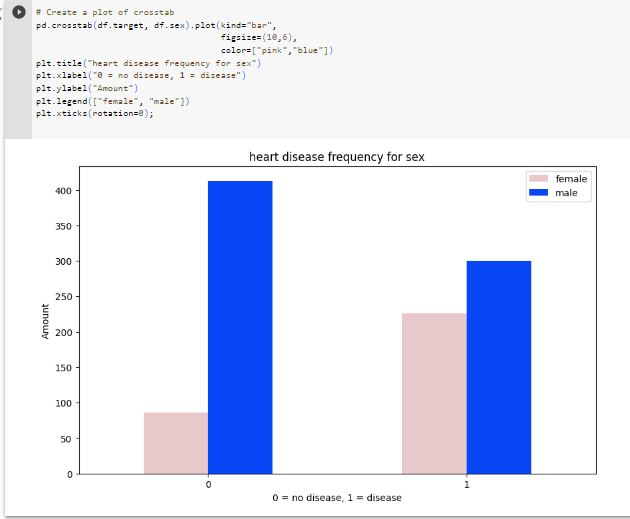 # Create a plot of crosstab
pd.crosstab(df.target, df.sex).plot(kind="bar",
figsize=(10,6),
color=["pink","blue"])
plt.title("heart disease frequency for sex")
plt.xlabel("0 = no disease, 1 = disease")
plt.ylabel("Amount")
plt.legend(["female", "male"])
plt.xticks(rotation=0);
heart disease frequency for sex
female
male
400
350
300
250
200
150
100
50
0
Amount
0
1
0 = no disease, 1 = disease